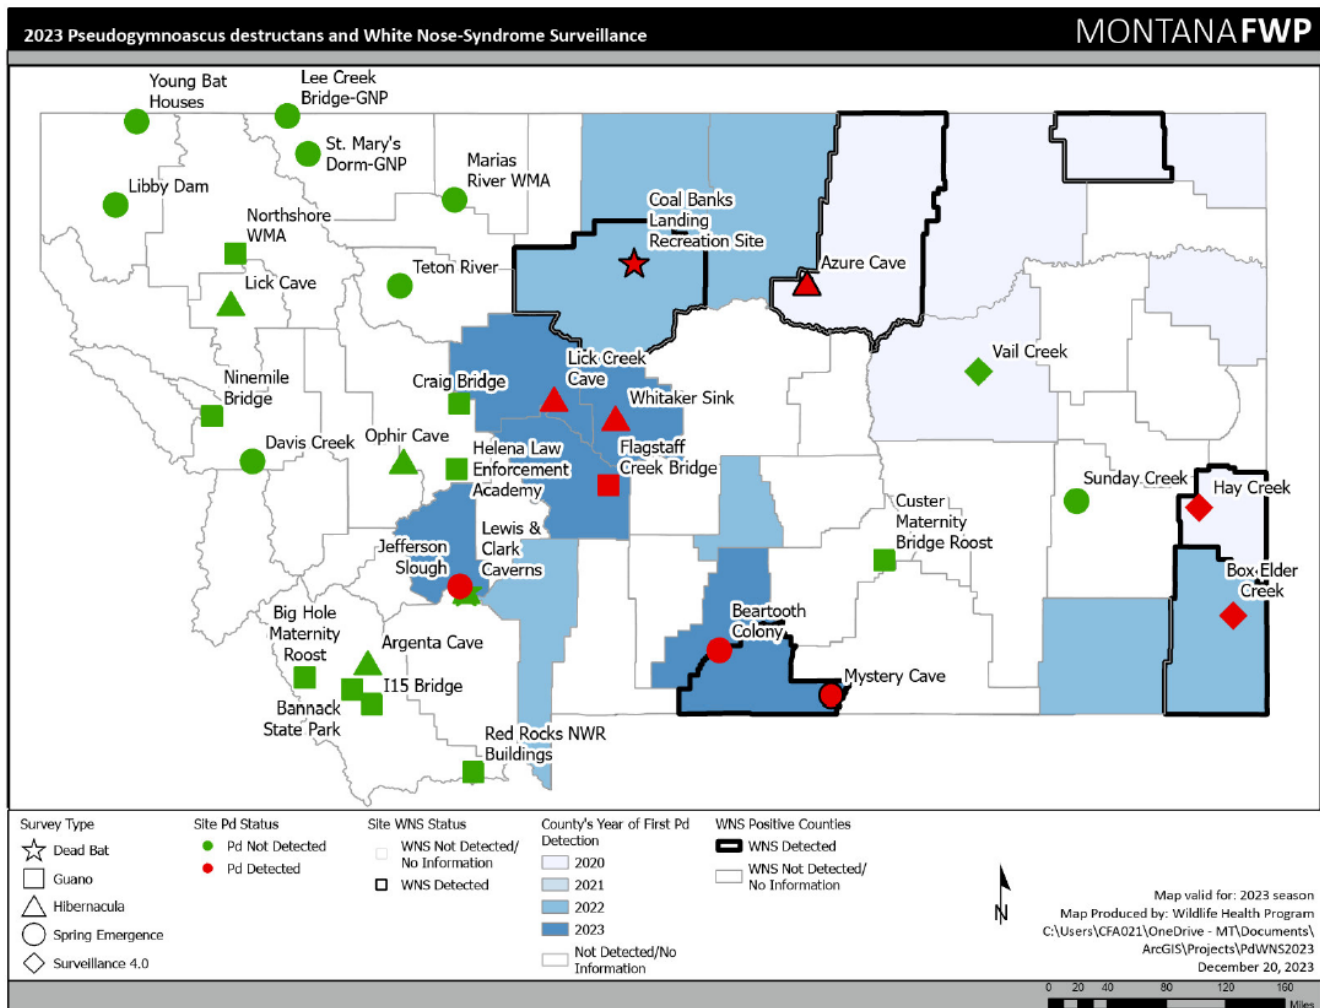 2023 Pseudogymnoascus destructans and White Nose-Syndrome Surveillance
MONTANAFWP
Young Bat
Houses
Lee Creek
Bridge-GNP
St. Mary's
Dorm-GNP
Marias
River WMA
Libby Dam
Northshore
WMA
Coal Banks
Landing
Recreation Site
Lick Cave
Teton River
Azure Cave
Vail Creek
Ninemile
Bridge
Craig Bridge
Lick Creek
Cave
Whitaker Sink
Davis Creek
Ophir Cave
Helena Law
Enforcement
Academy
Flagstaff
Creek Bridge
Sunday Creek
Hay Creek
Custer
Maternity
Bridge Roost
Jefferson
Slough
Lewis &
Clark
Caverns
Box Elder
Creek
Big Hole
Maternity
Roost
Argenta Cave
Beartooth
Colony
I15 Bridge
Mystery Cave
Bannack
State Park
Red Rocks NWR
Buildings
Survey Type
Dead Bat
Guano
Hibernacula
Spring Emergence
Surveillance 4.0
Site Pd Status
Pd Not Detected
Pd Detected
Site WNS Status
WNS Not Detected/
No Information
WNS Detected
County's Year of First Pd
Detection
2020
2021
2022
2023
Not Detected/No
Information
WNS Positive Counties
WNS Detected
WNS Not Detected/
No Information
N
Map valid for: 2023 season
Map Produced by: Wildlife Health Program
C:\Users\CFA021\OneDrive - MT\Documents\
ArcGIS\Projects\PdWNS2023
December 20, 2023
0 20 40 80 120 160
Miles